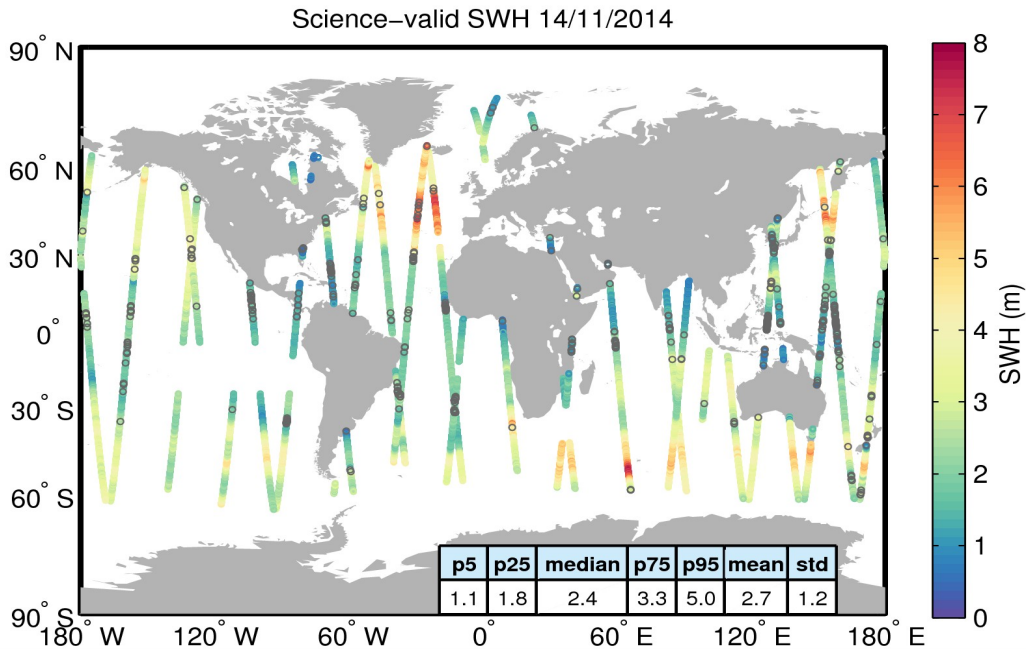 Science−valid SWH 14/11/2014
90° N
60° N
30° N
0°
30° S
60° S
90° S
180° W
120° W
60° W
0°
60° E
120° E
180° E
p5 p25 median p75 p95 mean std
1.1 1.8 2.4 3.3 5.0 2.7 1.2
8
7
6
5
4
3
2
1
0
SWH (m)